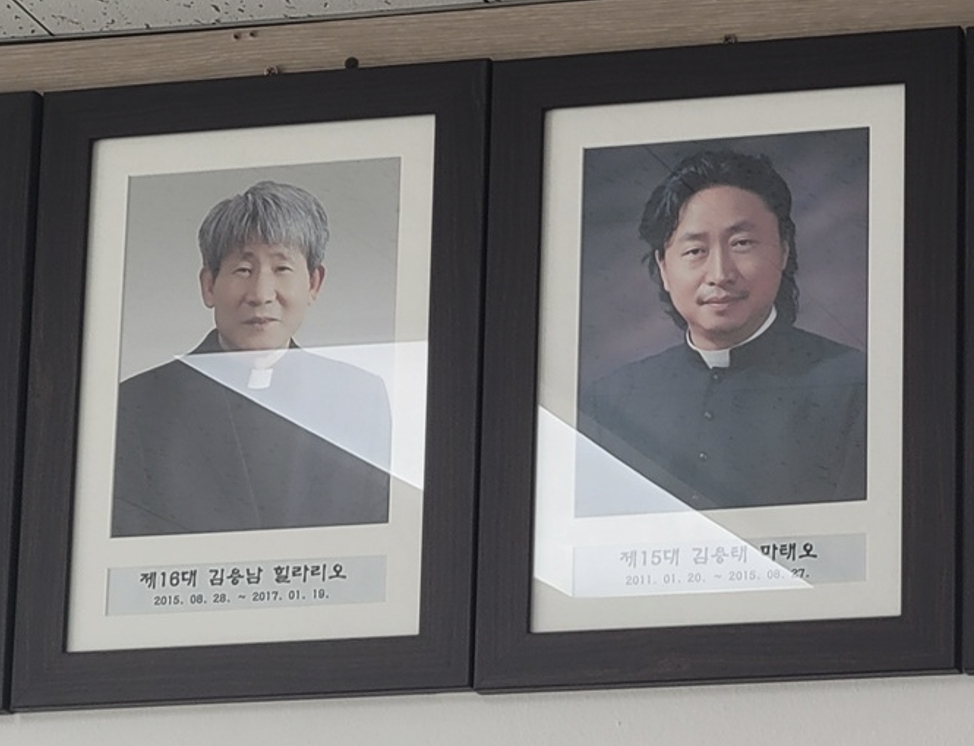 제16대 김웅남 힐라리오
2015. 08. 28. ~ 2017. 01. 19.
제15대 김용태 마태오
2011. 01. 20. ~ 2015. 08. 27.